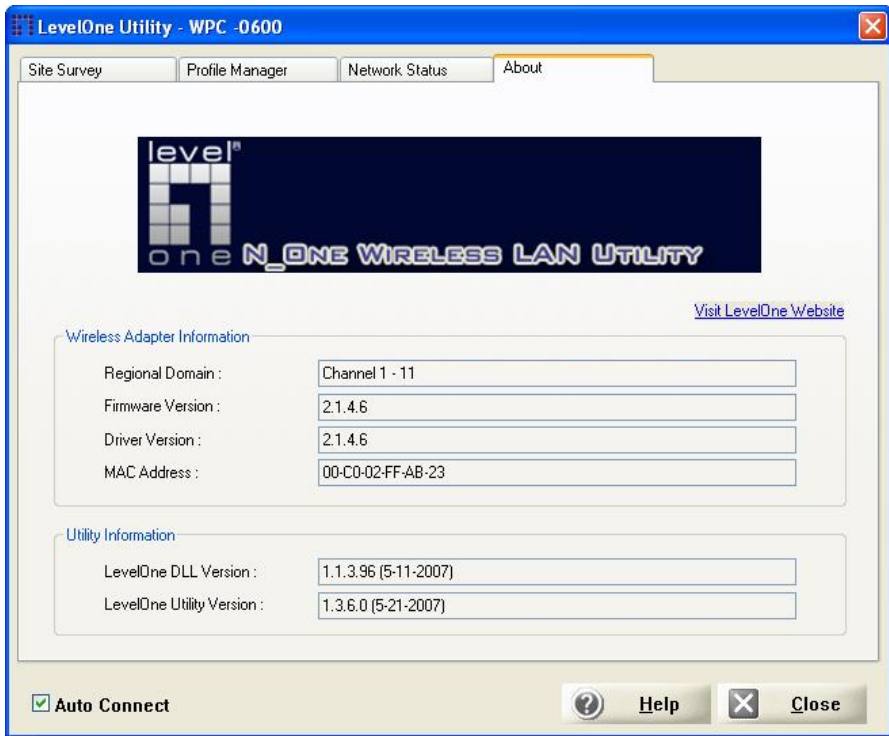 LevelOne Utility - WPC -0600
Site Survey
Profile Manager
Network Status
About
level®
one
N_One Wireless LAN Utility
Visit LevelOne Website
Wireless Adapter Information
Regional Domain : Channel 1 - 11
Firmware Version : 2.1.4.6
Driver Version : 2.1.4.6
MAC Address : 00-C0-02-FF-AB-23
Utility Information
LevelOne DLL Version : 1.1.3.96 (5-11-2007)
LevelOne Utility Version : 1.3.6.0 (5-21-2007)
Auto Connect
Help
Close